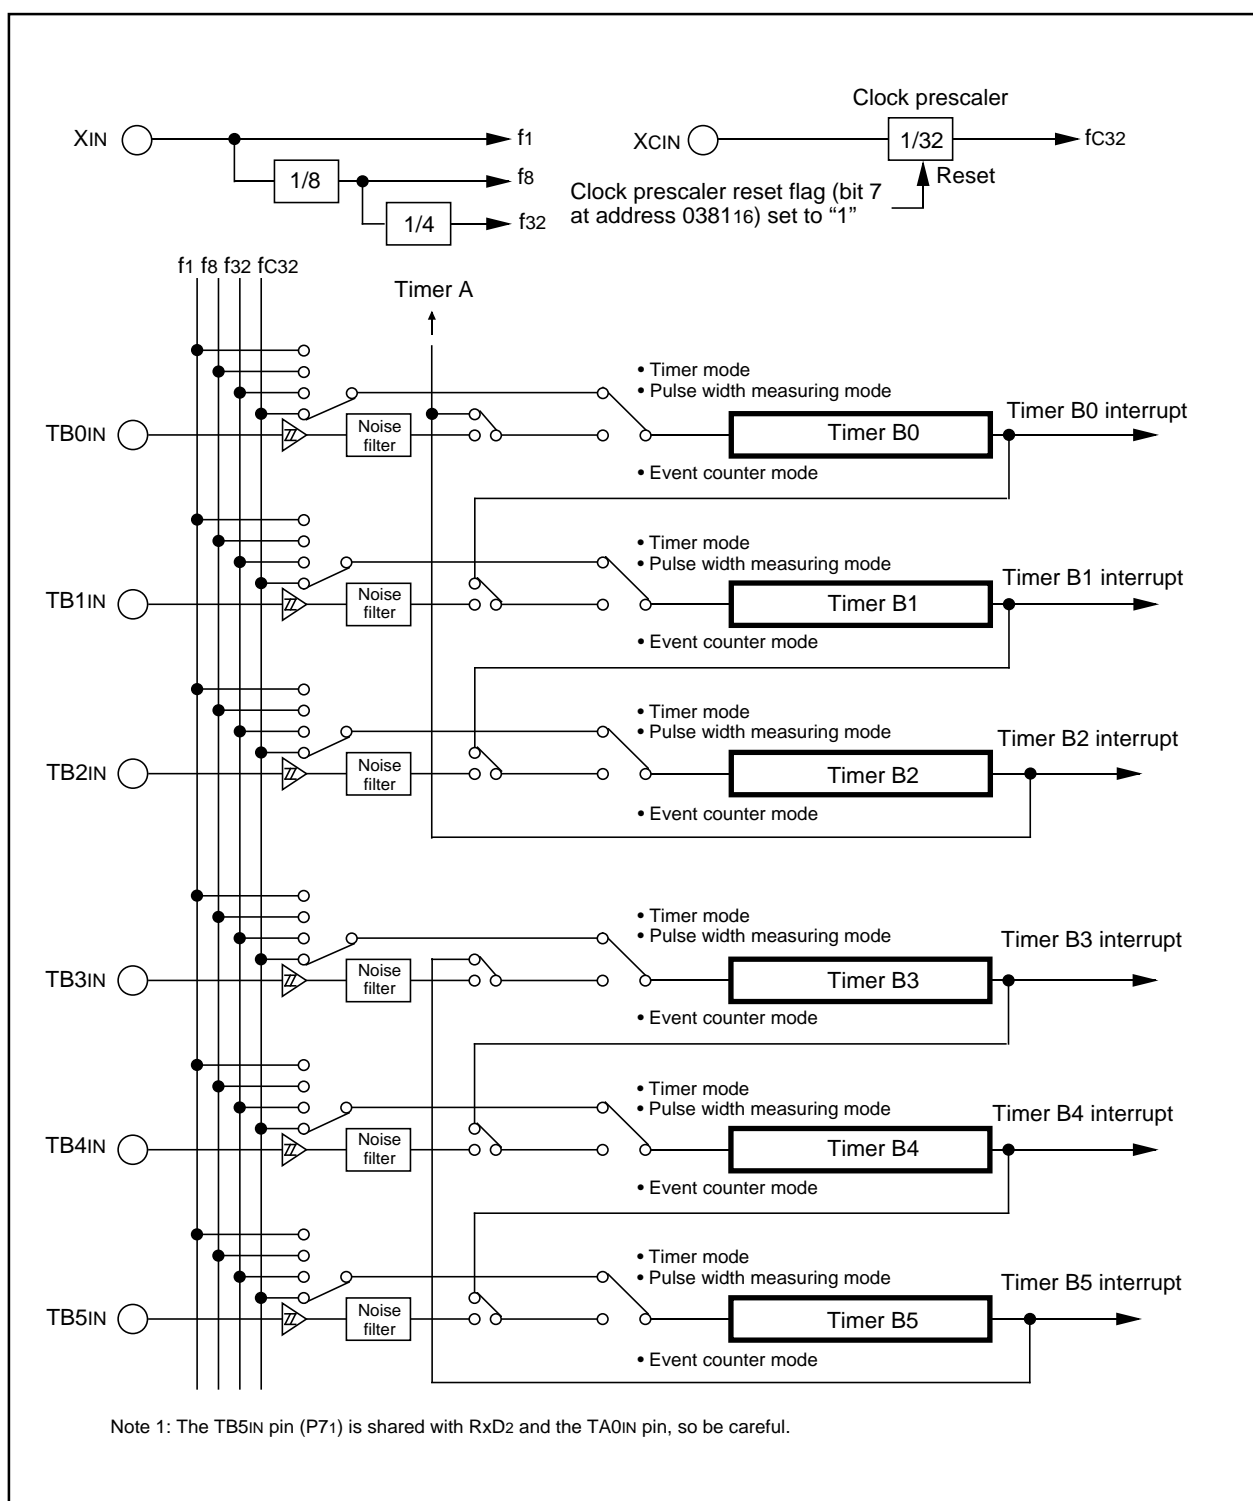 Clock prescaler
XIN
f1
XCIN
1/32
fC32
1/8
f8
Reset
Clock prescaler reset flag (bit 7
at address 038116) set to “1”
1/4
f32
f1 f8 f32 fC32
Timer A
• Timer mode
• Pulse width measuring mode
TB0IN
Noise
filter
Timer B0
Timer B0 interrupt
• Event counter mode
• Timer mode
• Pulse width measuring mode
TB1IN
Noise
filter
Timer B1
Timer B1 interrupt
• Event counter mode
• Timer mode
• Pulse width measuring mode
TB2IN
Noise
filter
Timer B2
Timer B2 interrupt
• Event counter mode
• Timer mode
• Pulse width measuring mode
TB3IN
Noise
filter
Timer B3
Timer B3 interrupt
• Event counter mode
• Timer mode
• Pulse width measuring mode
TB4IN
Noise
filter
Timer B4
Timer B4 interrupt
• Event counter mode
• Timer mode
• Pulse width measuring mode
TB5IN
Noise
filter
Timer B5
Timer B5 interrupt
• Event counter mode
Note 1: The TB5IN pin (P71) is shared with RxD2 and the TA0IN pin, so be careful.